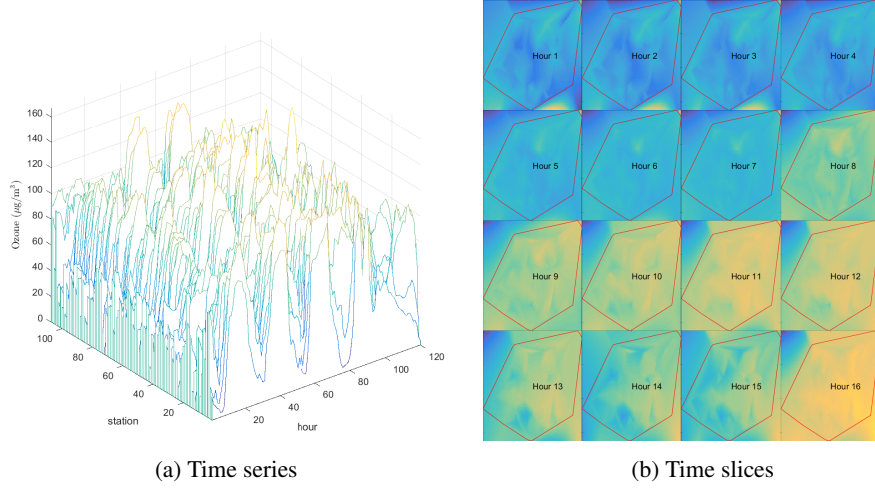 160
140
120
100
80
60
40
20
0
Ozone (μg/m³)
100
80
60
40
20
station
20
40
60
80
100
120
hour
(a) Time series
Hour 1
Hour 2
Hour 3
Hour 4
Hour 5
Hour 6
Hour 7
Hour 8
Hour 9
Hour 10
Hour 11
Hour 12
Hour 13
Hour 14
Hour 15
Hour 16
(b) Time slices